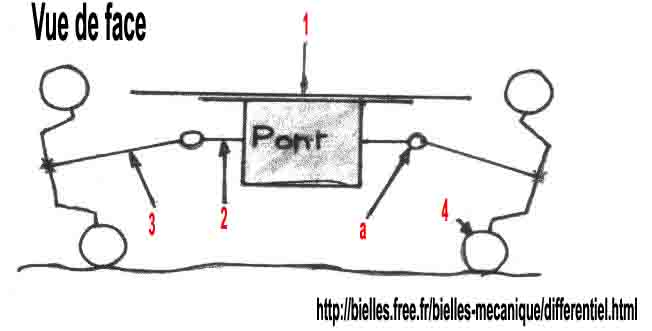 Vue de face
1
Pont
3
2
a
4
http://bielles.free.fr/bielles-mecanique/differentiel.html